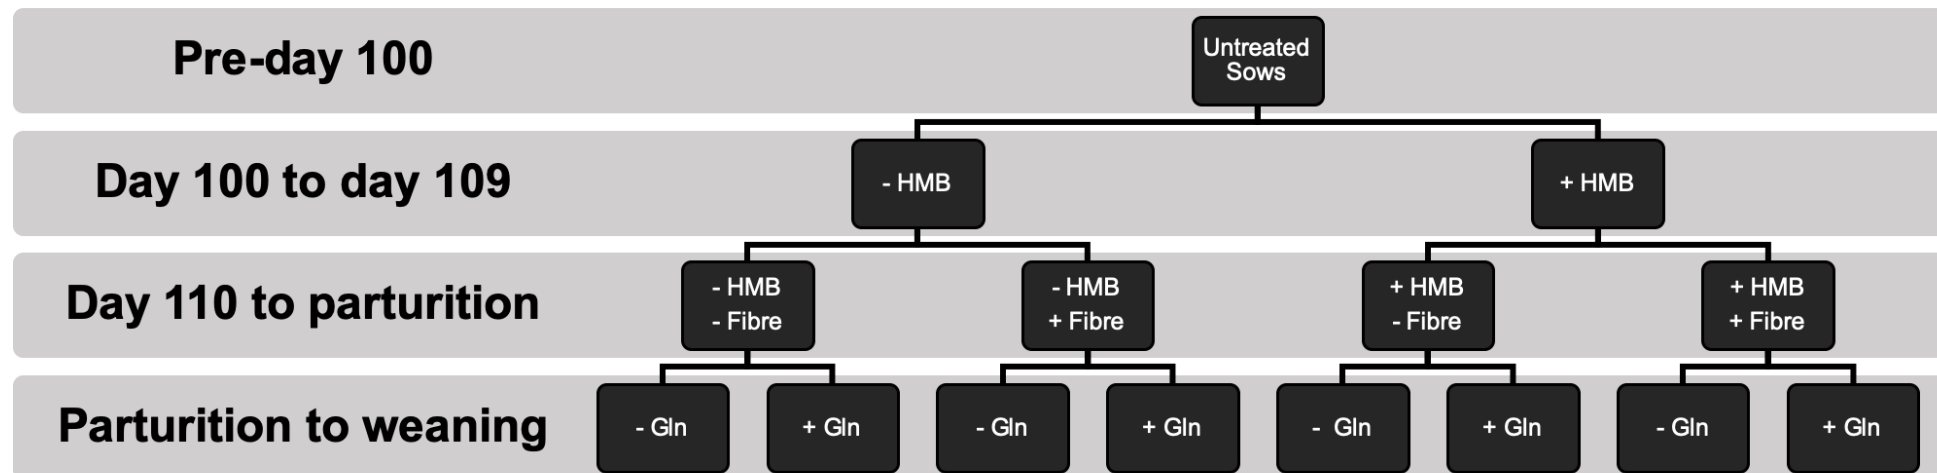 Pre-day 100
Untreated
Sows
Day 100 to day 109
- HMB
+ HMB
Day 110 to parturition
- HMB
- Fibre
- HMB
+ Fibre
+ HMB
- Fibre
+ HMB
+ Fibre
Parturition to weaning
- Gln
+ Gln
- Gln
+ Gln
- Gln
+ Gln
- Gln
+ Gln